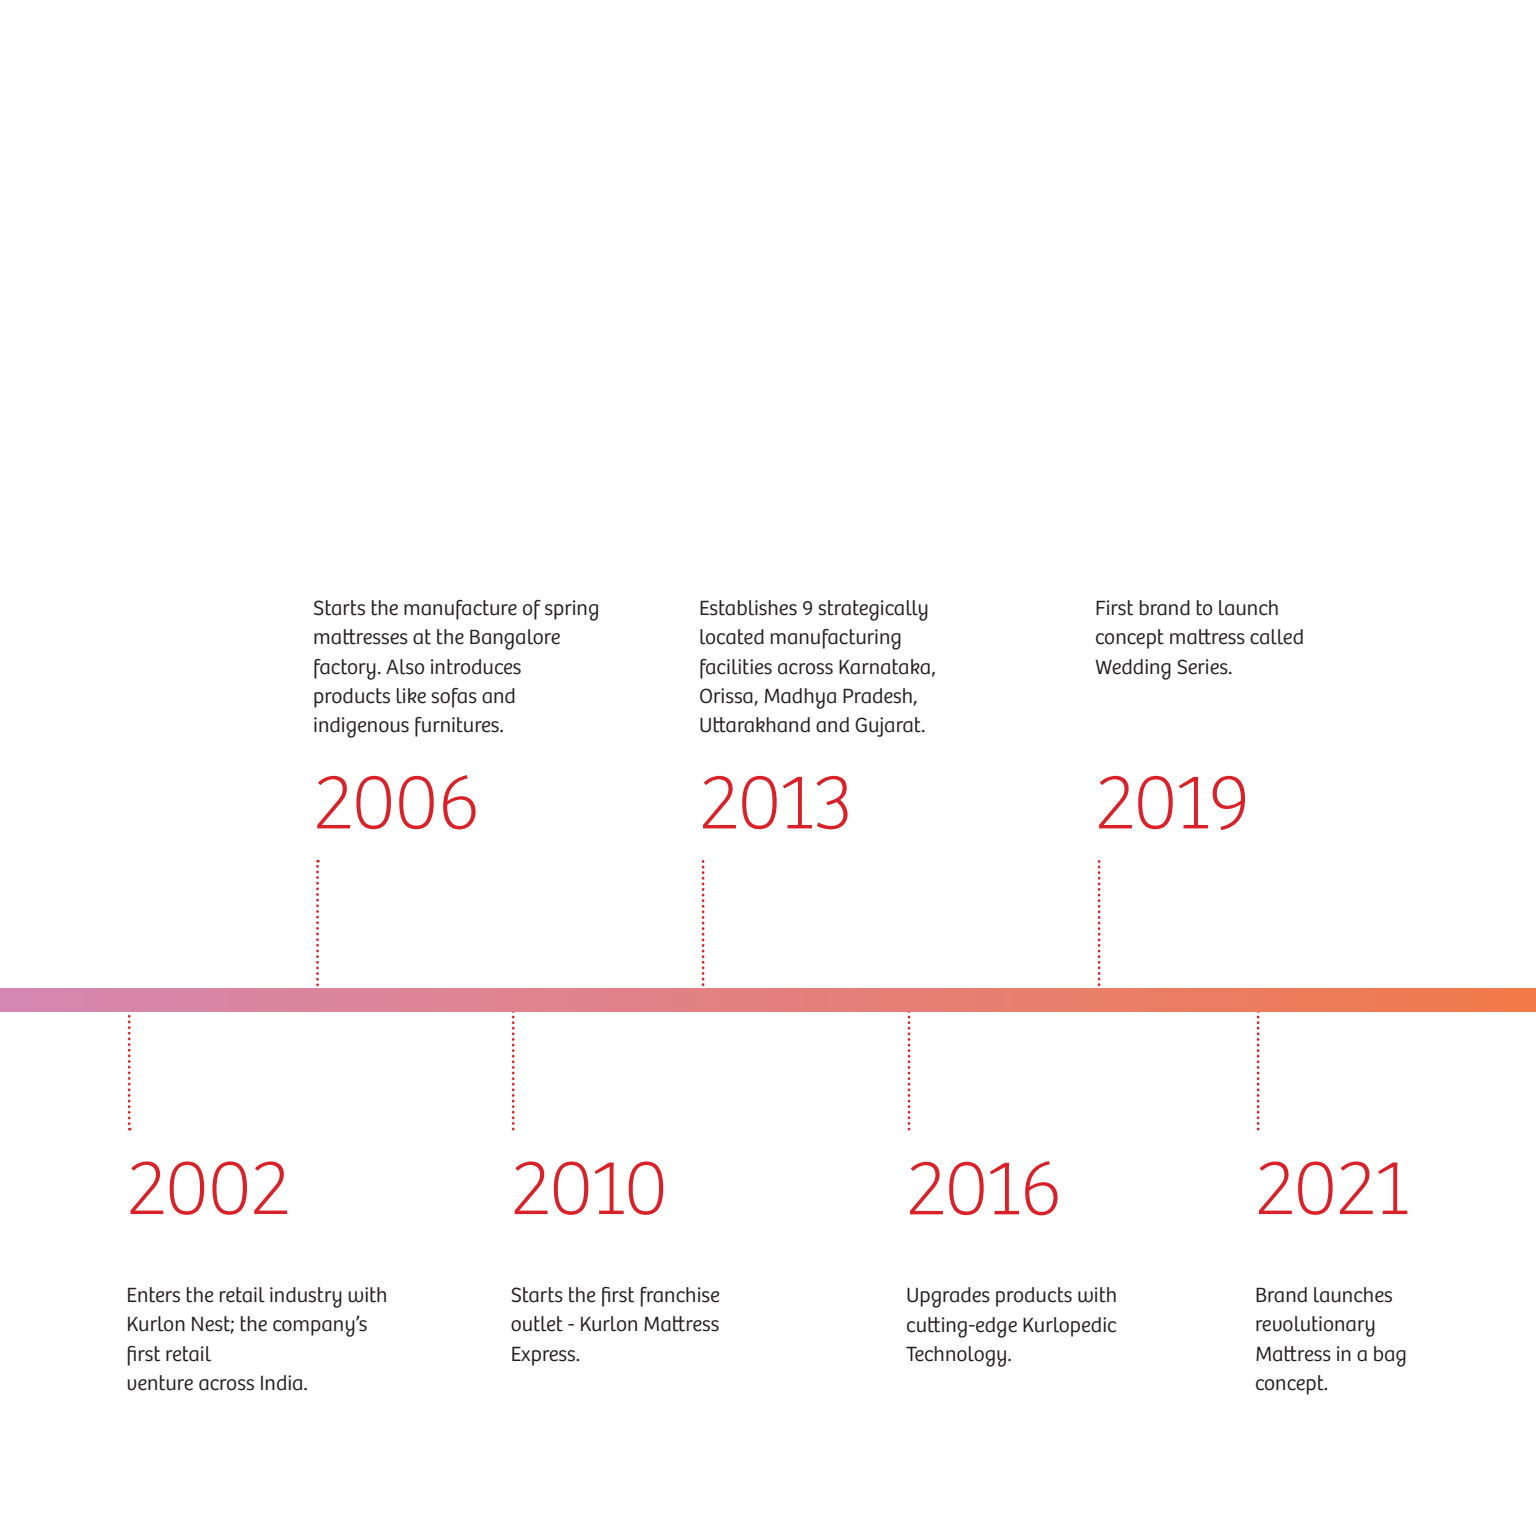 Starts the manufacture of spring
mattresses at the Bangalore
factory. Also introduces
products like sofas and
indigenous furnitures.
2006
Establishes 9 strategically
located manufacturing
facilities across Karnataka,
Orissa, Madhya Pradesh,
Uttarakhand and Gujarat.
2013
First brand to launch
concept mattress called
Wedding Series.
2019
2002
Enters the retail industry with
Kurlon Nest; the company’s
first retail
venture across India.
2010
Starts the first franchise
outlet - Kurlon Mattress
Express.
2016
Upgrades products with
cutting-edge Kurlopedic
Technology.
2021
Brand launches
revolutionary
Mattress in a bag
concept.